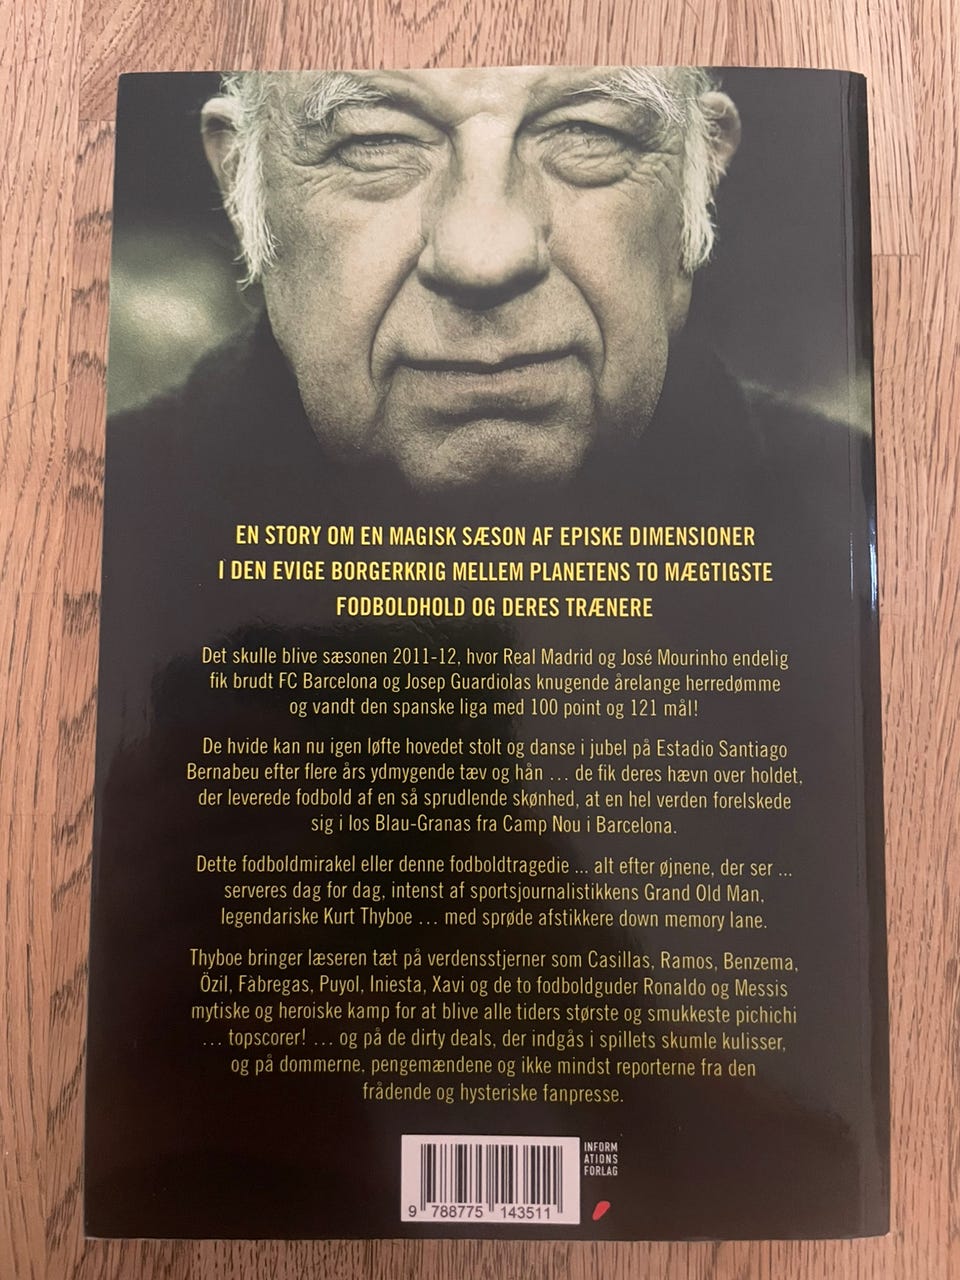 EN STORY OM EN MAGISK SÆSON AF EPISKE DIMENSIONER
I DEN EVIGE BORGERKRIG MELLEM PLANETENS TO MÆGTIGSTE
FODBOLDHOLD OG DERES TRÆNERE
Det skulle blive sæsonen 2011-12, hvor Real Madrid og José Mourinho endelig
fik brudt FC Barcelona og Josep Guardiolas knugende årelange herredømme
og vandt den spanske liga med 100 point og 121 mål!
De hvide kan nu igen løfte hovedet stolt og danse i jubel på Estadio Santiago
Bernabeu efter flere års ydmygende tæv og hån ... de fik deres hævn over holdet,
der leverede fodbold af en så sprudlende skønhed, at en hel verden forelskede
sig i los Blau-Granas fra Camp Nou i Barcelona.
Dette fodboldmirakel eller denne fodboldtragedie ... alt efter øjnene, der ser ...
serveres dag for dag, intenst af sportsjournalistikkens Grand Old Man,
legendariske Kurt Thyboe ... med sprøde afstikkere down memory lane.
Thyboe bringer læseren tæt på verdensstjerner som Casillas, Ramos, Benzema,
Özil, Fàbregas, Puyol, Iniesta, Xavi og de to fodboldguder Ronaldo og Messis
mytiske og heroiske kamp for at blive alle tiders største og smukkeste pichichi
... topscorer! ... og på de dirty deals, der indgås i spillets skumle kulisser,
og på dommerne, pengemændene og ikke mindst reporterne fra den
frådende og hysteriske fanpresse.
INFORM
ATIONS
FORLAG
9 788775 143511